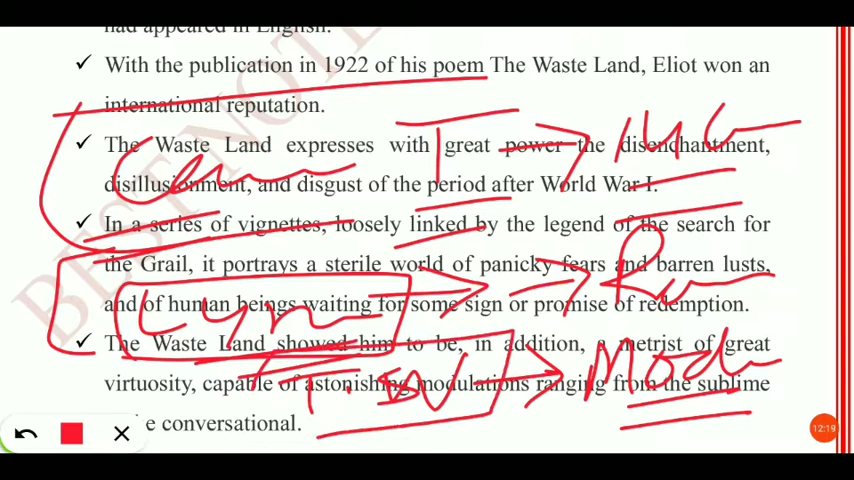 had appeared in English.
✓ With the publication in 1922 of his poem The Waste Land, Eliot won an
international reputation.
✓ The Waste Land expresses with great power the disenchantment,
disillusionment, and disgust of the period after World War I.
✓ In a series of vignettes, loosely linked by the legend of the search for
the Grail, it portrays a sterile world of panicky fears and barren lusts,
and of human beings waiting for some sign or promise of redemption.
✓ The Waste Land showed him to be, in addition, a metrist of great
virtuosity, capable of astonishing modulations ranging from the sublime
conversational.
12:19